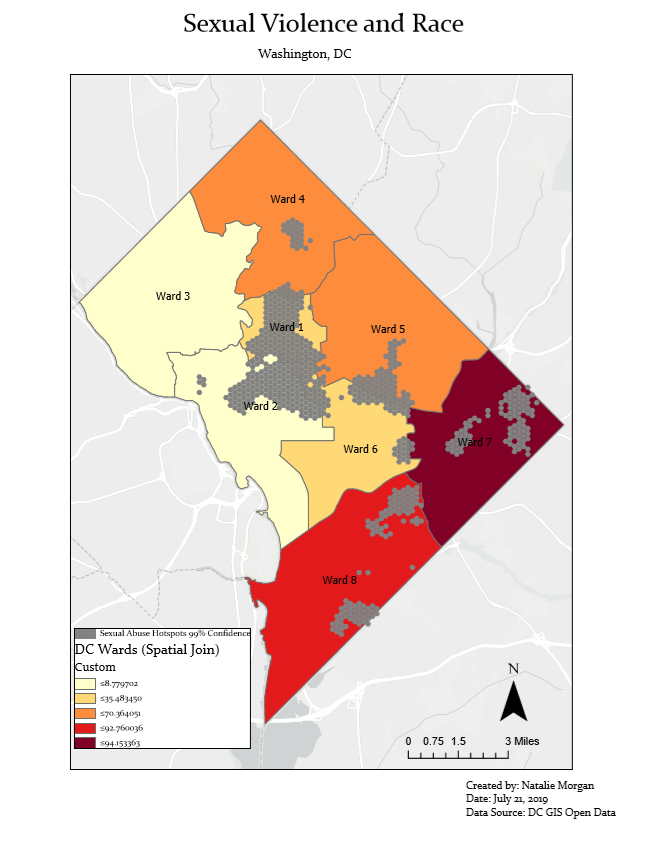 Sexual Violence and Race
Washington, DC
Ward 4
Ward 3
Ward 1
Ward 5
Ward 2
Ward 7
Ward 6
Ward 8
Sexual Abuse Hotspots 99% Confidence
DC Wards (Spatial Join)
Custom
≤8.779702
≤35.483450
≤70.364051
≤92.760036
≤94.153363
N
0 0.75 1.5 3 Miles
Created by: Natalie Morgan
Date: July 21, 2019
Data Source: DC GIS Open Data